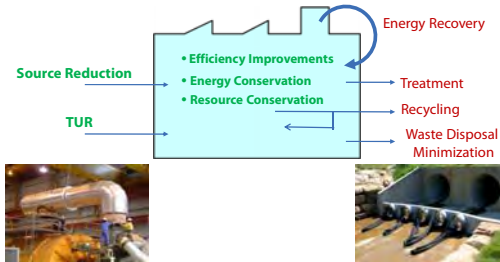 Energy Recovery
• Efficiency Improvements
Source Reduction
• Energy Conservation
Treatment
• Resource Conservation
Recycling
TUR
Waste Disposal
Minimization